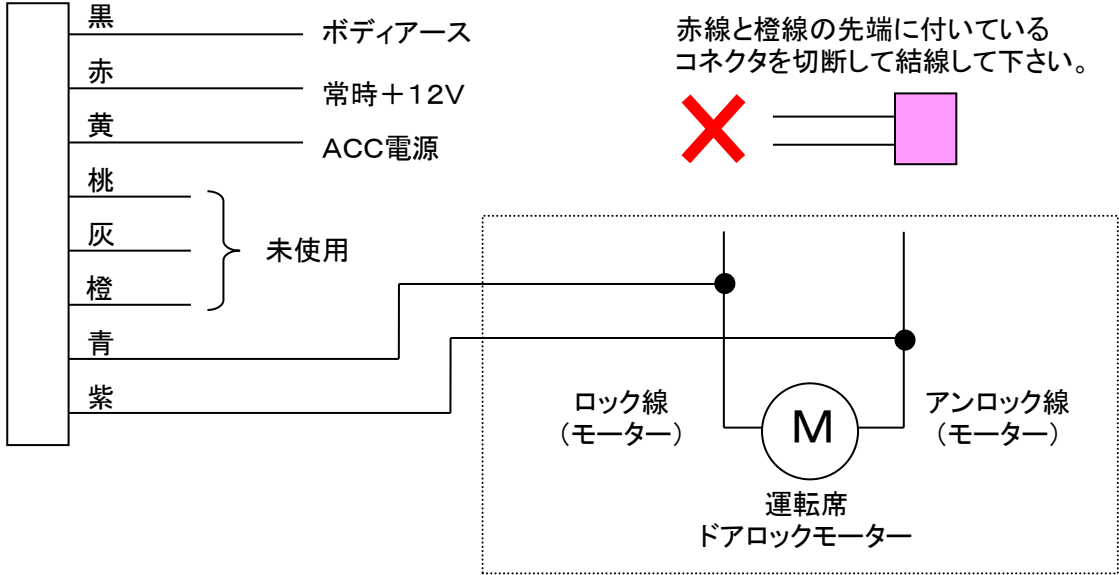 黒
ボディアース
赤
常時＋１２Ｖ
黄
ACC電源
桃
灰
橙
未使用
青
紫
赤線と橙線の先端に付いている
コネクタを切断して結線して下さい。
ロック線
（モーター）
M
アンロック線
（モーター）
運転席
ドアロックモーター